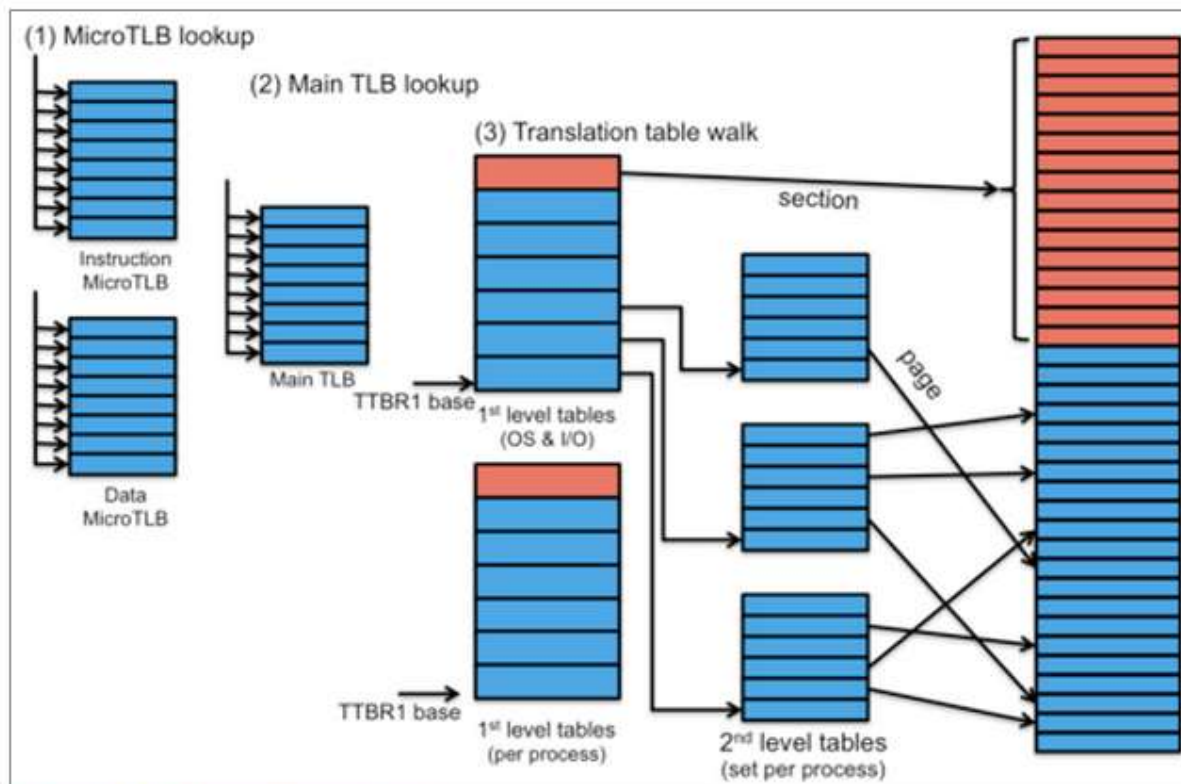 (1) MicroTLB lookup
(2) Main TLB lookup
(3) Translation table walk
section
Instruction
MicroTLB
page
Main TLB
TTBR1 base
1st level tables
(OS & I/O)
Data
MicroTLB
TTBR1 base
1st level tables
(per process)
2nd level tables
(set per process)